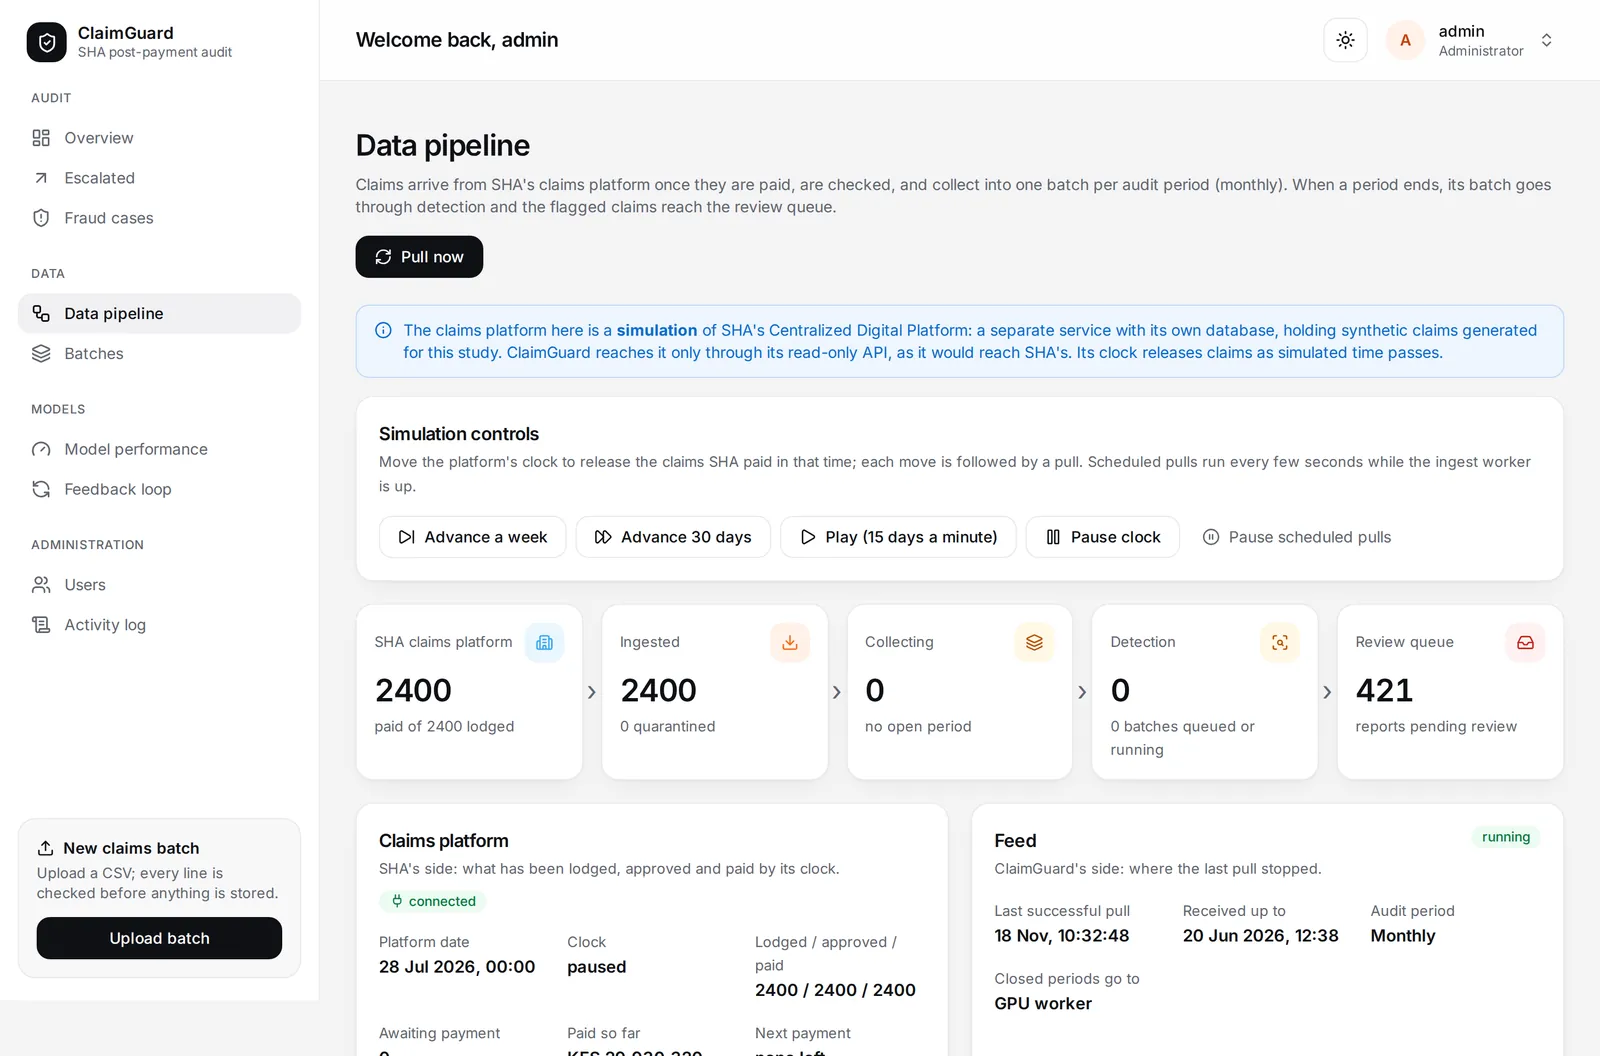 ClaimGuard
SHA post-payment audit
AUDIT
Overview
Escalated
Fraud cases
DATA
Data pipeline
Batches
MODELS
Model performance
Feedback loop
ADMINISTRATION
Users
Activity log
New claims batch
Upload a CSV; every line is
checked before anything is stored.
Upload batch
Welcome back, admin
A
admin
Administrator
Data pipeline
Claims arrive from SHA's claims platform once they are paid, are checked, and collect into one batch per audit period (monthly). When a period ends, its batch goes
through detection and the flagged claims reach the review queue.
Pull now
The claims platform here is a simulation of SHA's Centralized Digital Platform: a separate service with its own database, holding synthetic claims generated
for this study. ClaimGuard reaches it only through its read-only API, as it would reach SHA's. Its clock releases claims as simulated time passes.
Simulation controls
Move the platform's clock to release the claims SHA paid in that time; each move is followed by a pull. Scheduled pulls run every few seconds while the ingest worker
is up.
Advance a week
Advance 30 days
Play (15 days a minute)
Pause clock
Pause scheduled pulls
SHA claims platform
2400
paid of 2400 lodged
Ingested
2400
0 quarantined
Collecting
0
no open period
Detection
0
0 batches queued or
running
Review queue
421
reports pending review
Claims platform
SHA's side: what has been lodged, approved and paid by its clock.
connected
Platform date
28 Jul 2026, 00:00
Clock
paused
Lodged / approved /
paid
2400 / 2400 / 2400
Awaiting payment
Paid so far
Next payment
Feed
running
ClaimGuard's side: where the last pull stopped.
Last successful pull
18 Nov, 10:32:48
Received up to
20 Jun 2026, 12:38
Audit period
Monthly
Closed periods go to
GPU worker